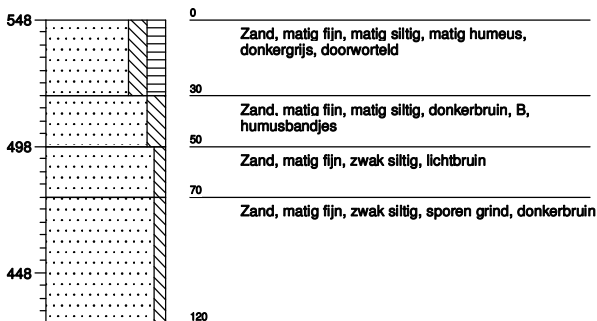 548
0
Zand, matig fijn, matig siltig, matig humeus,
donkergrijs, doorworteld
30
Zand, matig fijn, matig siltig, donkerbruin, B,
humusbandjes
498
50
Zand, matig fijn, zwak siltig, lichtbruin
70
Zand, matig fijn, zwak siltig, sporen grind, donkerbruin
448
120